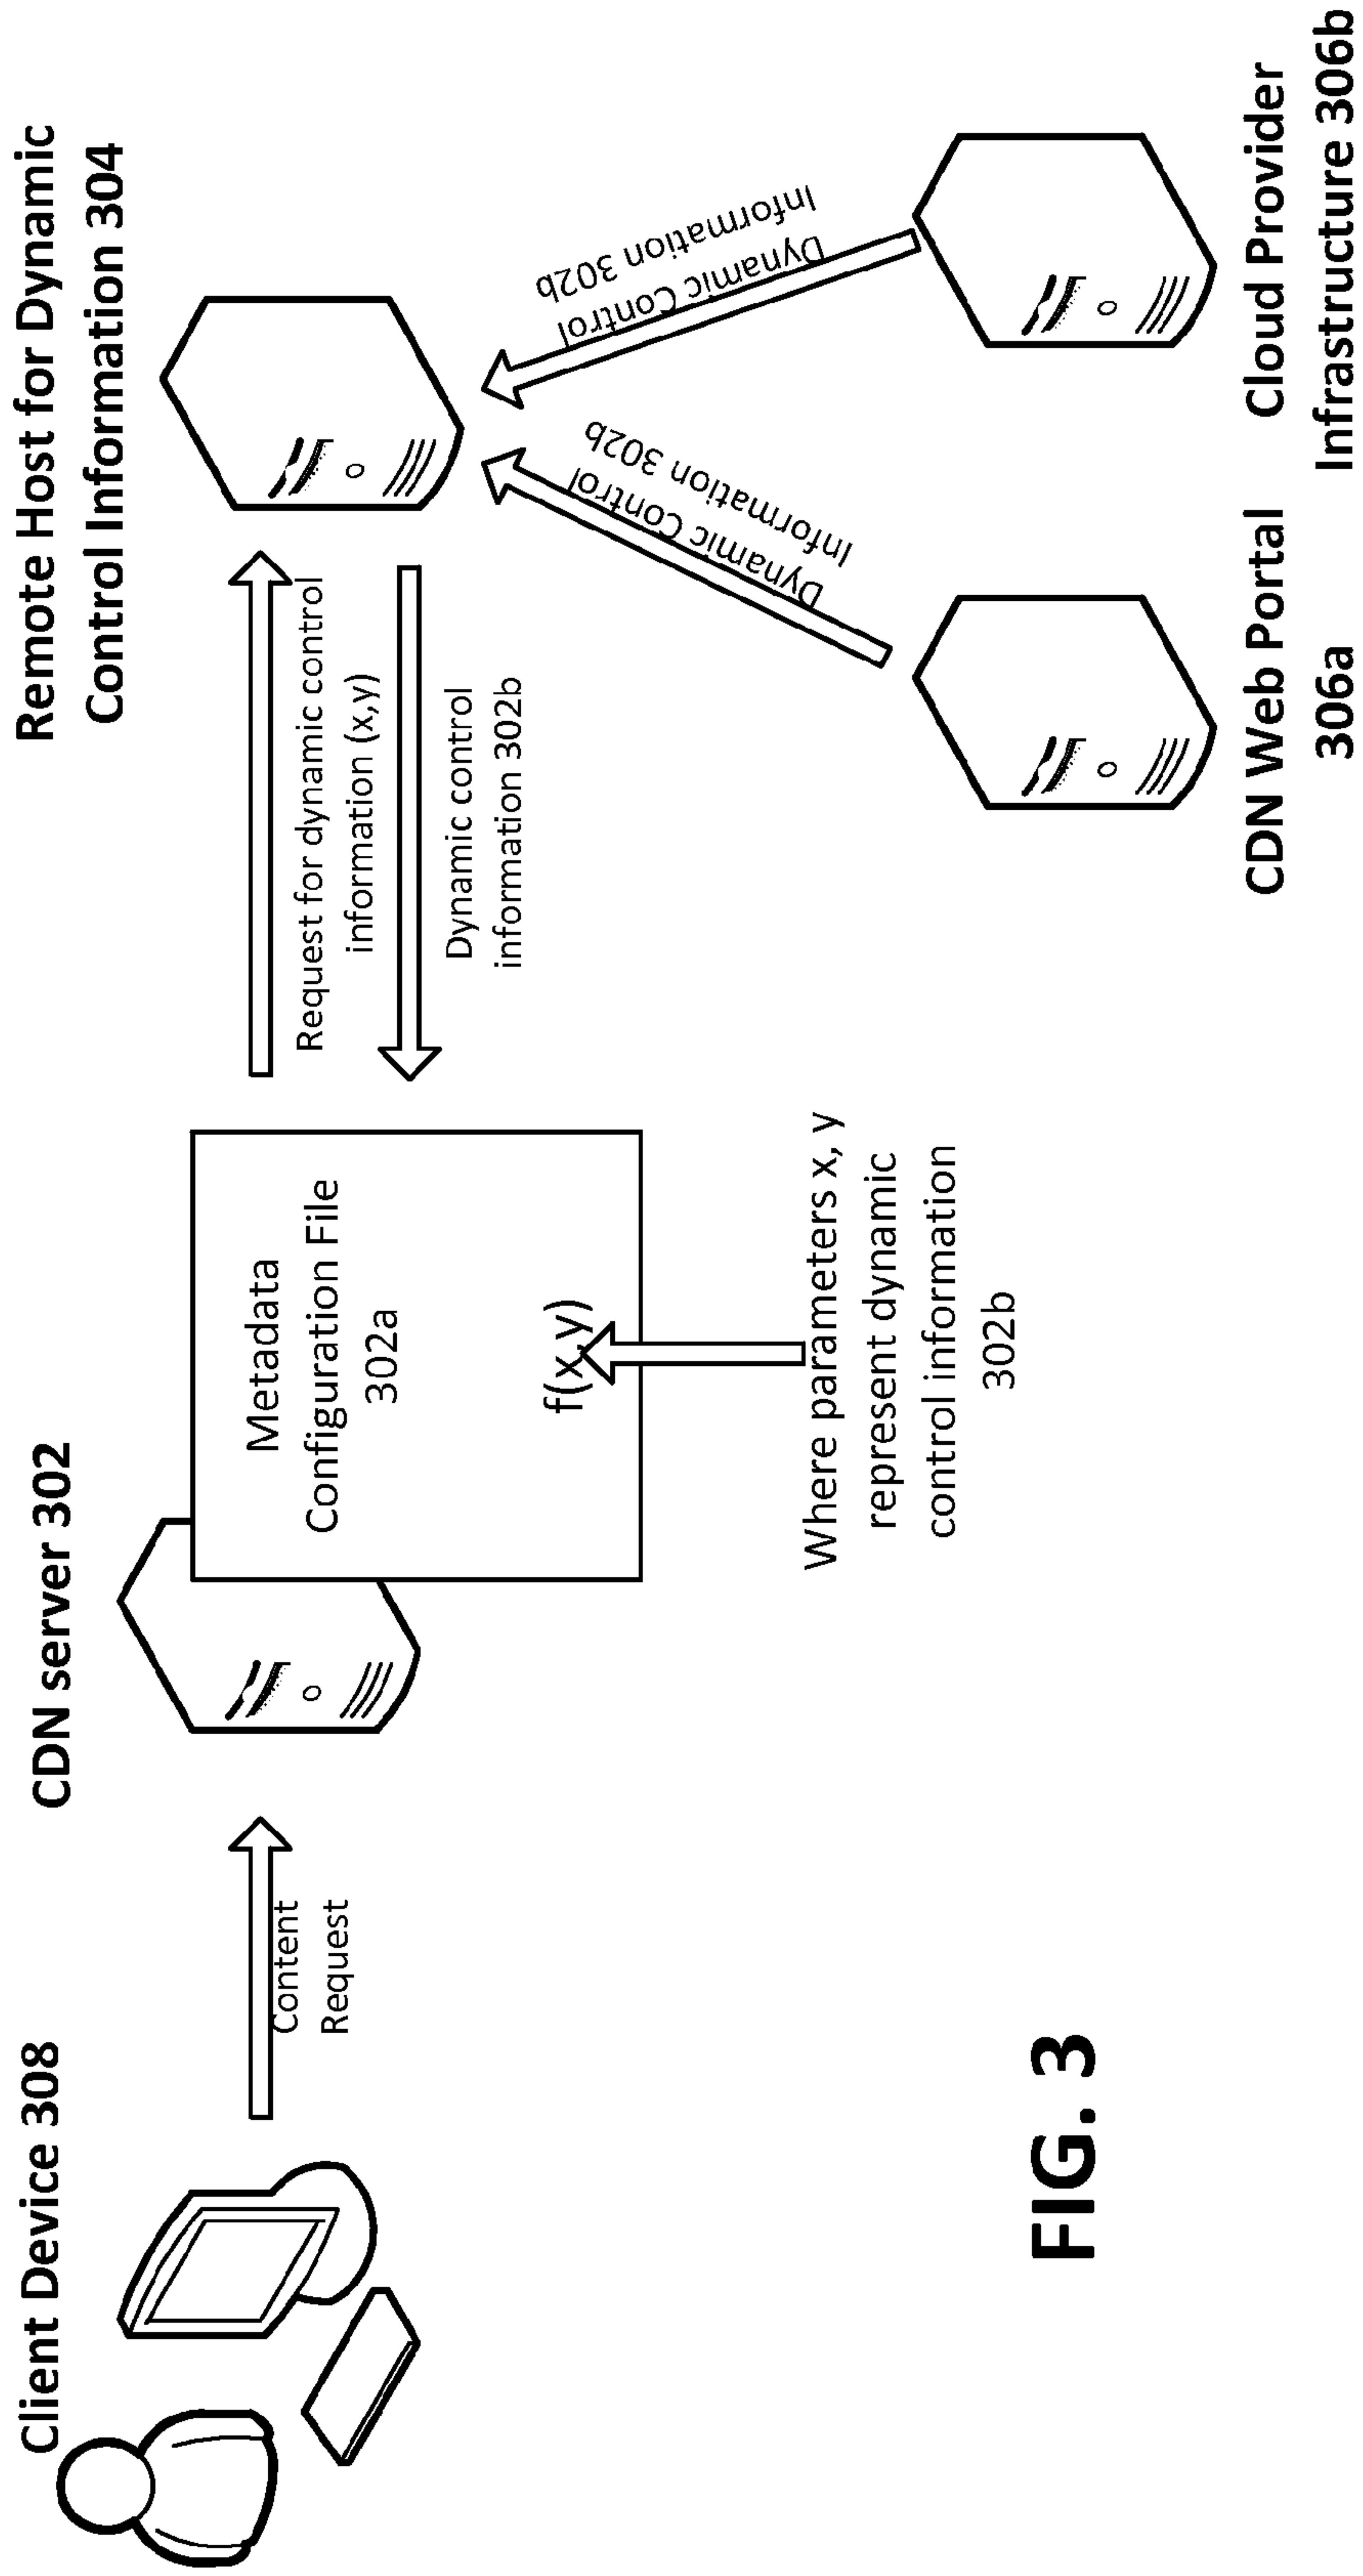 Client Device 308
CDN server 302
Remote Host for Dynamic
Control Information 304
Content
Request
Metadata
Configuration File
302a
f(x,y)
Where parameters x, y
represent dynamic
control information
302b
Request for dynamic control
information (x,y)
Dynamic control
information 302b
Dynamic Control
Information 302b
Dynamic Control
Information 302b
CDN Web Portal
306a
Cloud Provider
Infrastructure 306b
FIG. 3